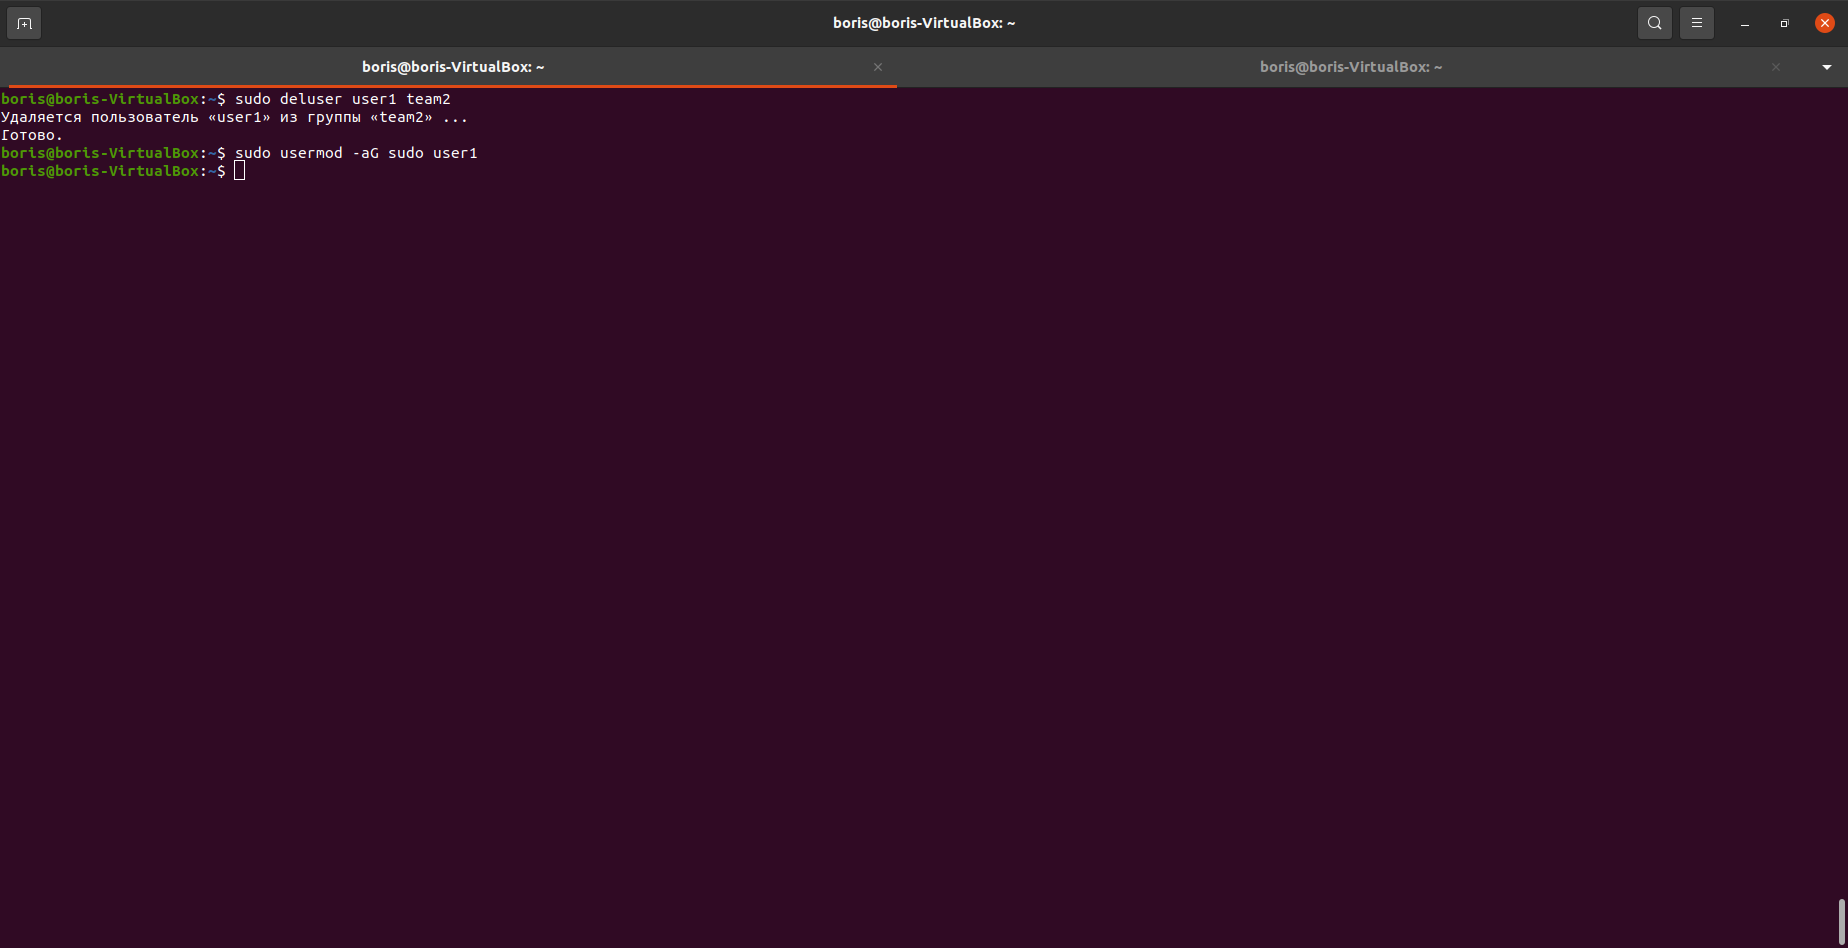 boris@boris-VirtualBox: ~
boris@boris-VirtualBox: ~
boris@boris-VirtualBox: ~
boris@boris-VirtualBox:~$ sudo deluser user1 team2
Удаляется пользователь «user1» из группы «team2» ...
Готово.
boris@boris-VirtualBox:~$ sudo usermod -aG sudo user1
boris@boris-VirtualBox:~$